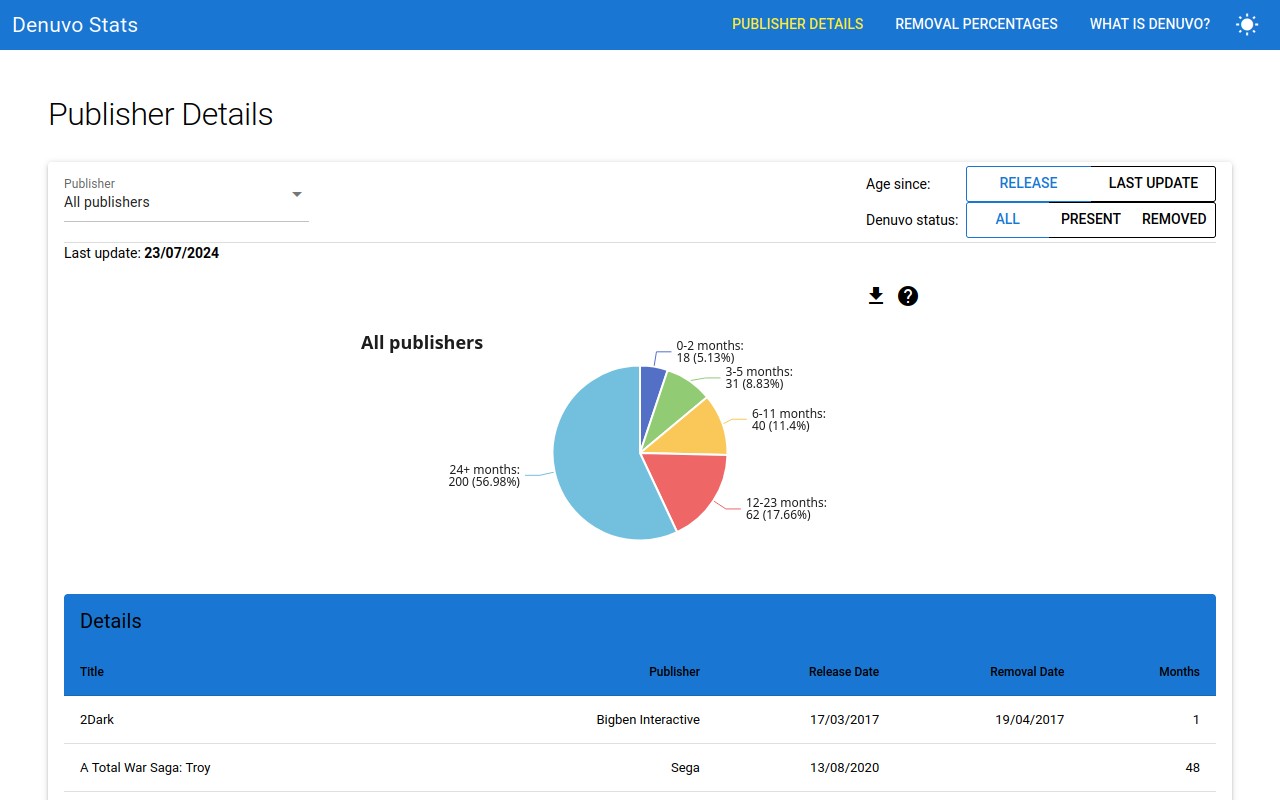 Denuvo Stats
PUBLISHER DETAILS
REMOVAL PERCENTAGES
WHAT IS DENUVO?
Publisher Details
Publisher
All publishers
Age since:
RELEASE
LAST UPDATE
Denuvo status:
ALL
PRESENT
REMOVED
Last update: 23/07/2024
All publishers
0-2 months:
18 (5.13%)
3-5 months:
31 (8.83%)
6-11 months:
40 (11.4%)
24+ months:
200 (56.98%)
12-23 months:
62 (17.66%)
Details
Title Publisher Release Date Removal Date Months
2Dark Bigben Interactive 17/03/2017 19/04/2017 1
A Total War Saga: Troy Sega 13/08/2020 48